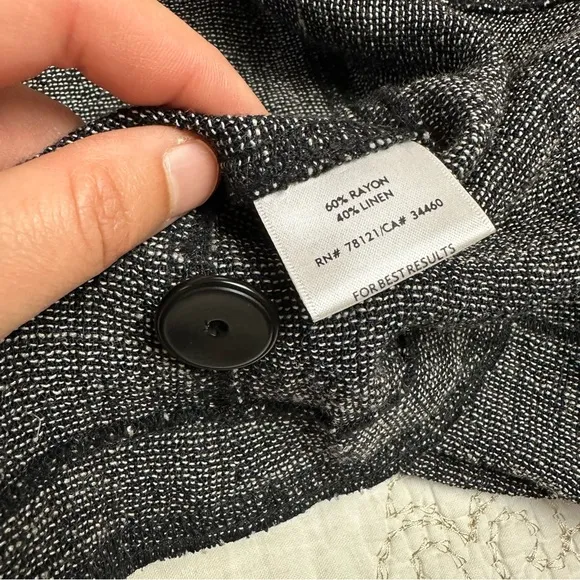 60% RAYON
40% LINEN
RN# 78121/CA# 34460
FOR BEST RESULTS